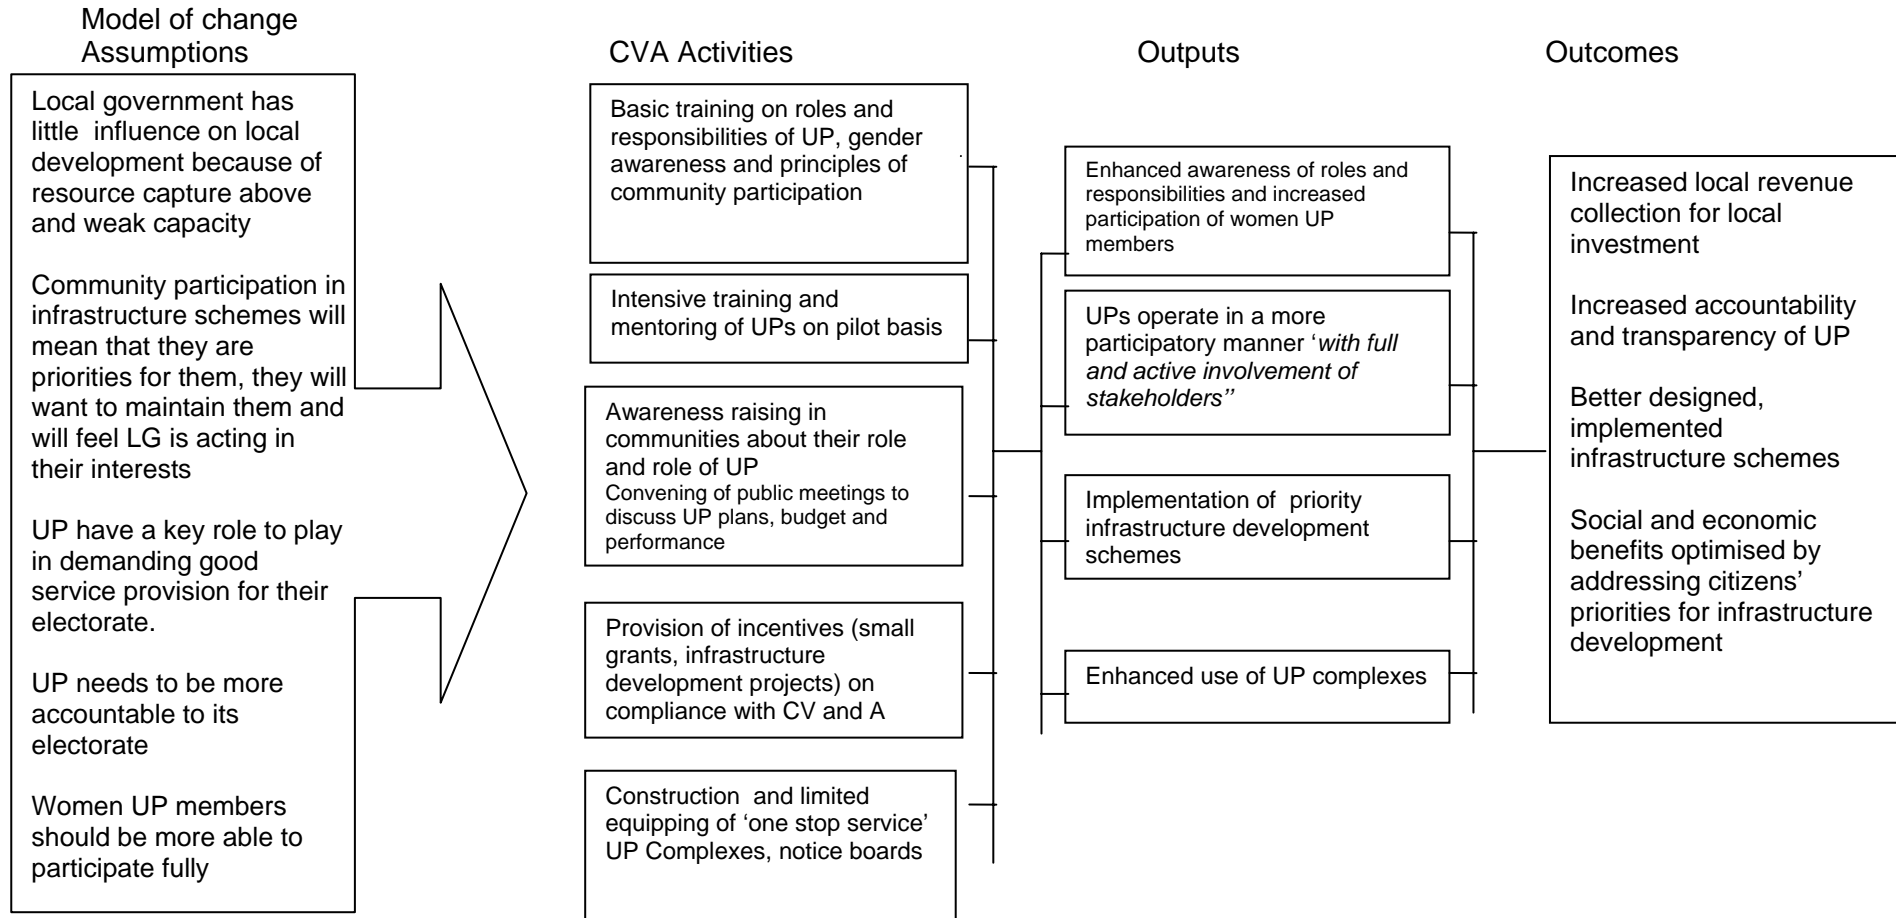 Model of change
Assumptions
Local government has
little influence on local
development because of
resource capture above
and weak capacity
Community participation in
infrastructure schemes will
mean that they are
priorities for them, they will
want to maintain them and
will feel LG is acting in
their interests
UP have a key role to play
in demanding good
service provision for their
electorate.
UP needs to be more
accountable to its
electorate
Women UP members
should be more able to
participate fully
CVA Activities
Basic training on roles and
responsibilities of UP, gender
awareness and principles of
community participation
Intensive training and
mentoring of UPs on pilot basis
Awareness raising in
communities about their role
and role of UP
Convening of public meetings to
discuss UP plans, budget and
performance
Provision of incentives (small
grants, infrastructure
development projects) on
compliance with CV and A
Construction and limited
equipping of ‘one stop service’
UP Complexes, notice boards
Outputs
Enhanced awareness of roles and
responsibilities and increased
participation of women UP
members
UPs operate in a more
participatory manner ‘with full
and active involvement of
stakeholders’’
Implementation of priority
infrastructure development
schemes
Enhanced use of UP complexes
Outcomes
Increased local revenue
collection for local
investment
Increased accountability
and transparency of UP
Better designed,
implemented
infrastructure schemes
Social and economic
benefits optimised by
addressing citizens’
priorities for infrastructure
development